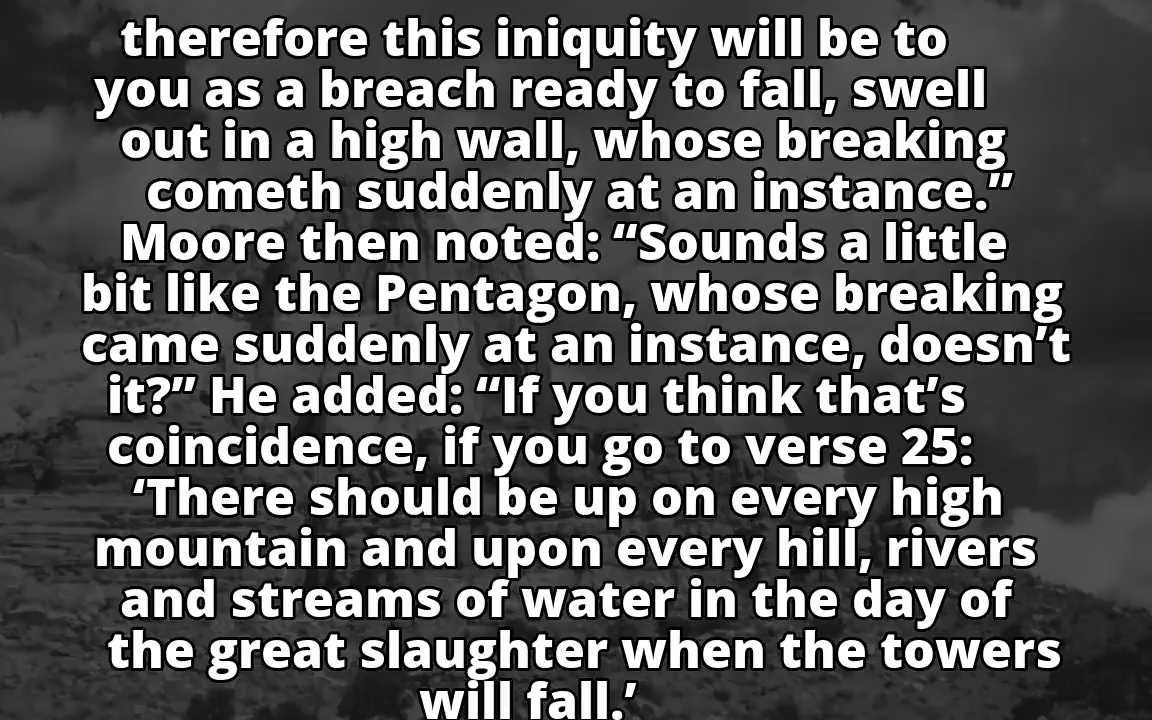 therefore this iniquity will be to
you as a breach ready to fall, swell
out in a high wall, whose breaking
cometh suddenly at an instance.”
Moore then noted: “Sounds a little
bit like the Pentagon, whose breaking
came suddenly at an instance, doesn’t
it?” He added: “If you think that’s
coincidence, if you go to verse 25:
‘There should be up on every high
mountain and upon every hill, rivers
and streams of water in the day of
the great slaughter when the towers
will fall.’